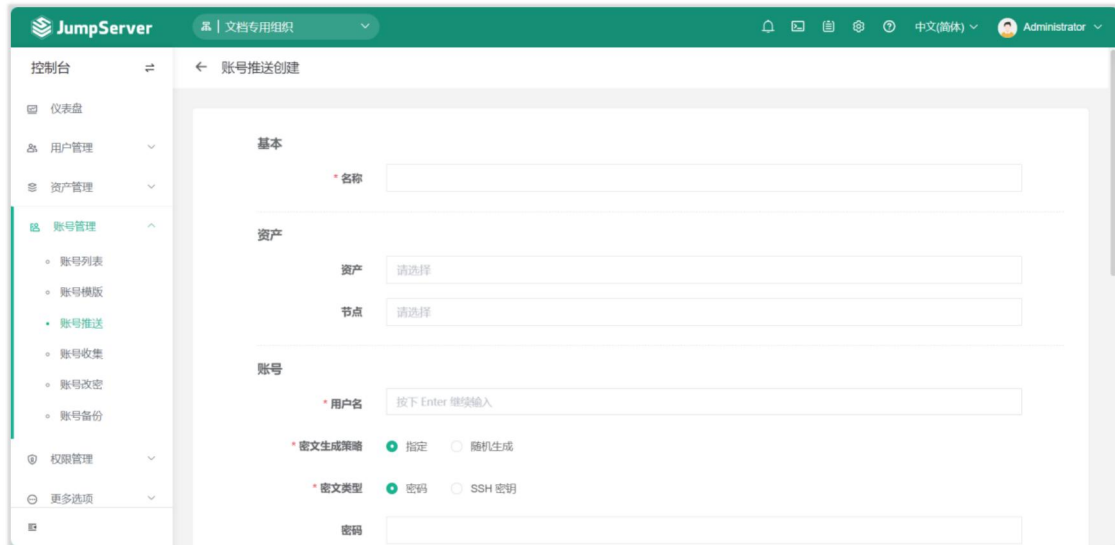 JumpServer 文档专用组织 中文(简体) Administrator
控制台 账号推送创建
仪表盘
用户管理
资产管理
账号管理
账号列表
账号模版
账号推送
账号收集
账号改密
账号备份
权限管理
更多选项
基本
* 名称
资产
资产 请选择
节点 请选择
账号
* 用户名 按下 Enter 继续输入
* 密文生成策略 指定 随机生成
* 密文类型 密码 SSH 密钥
密码